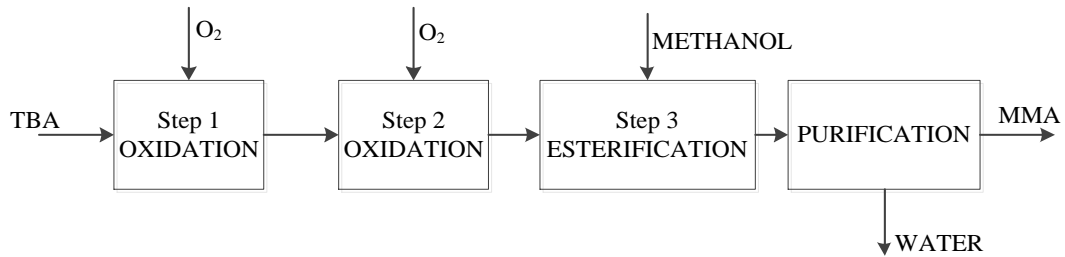 O₂
O₂
METHANOL
TBA
Step 1
OXIDATION
Step 2
OXIDATION
Step 3
ESTERIFICATION
PURIFICATION
MMA
WATER